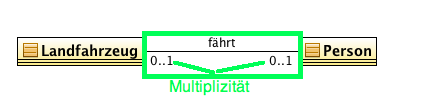 fährt
Landfahrzeug 0..1 0..1 Person
Multiplizität